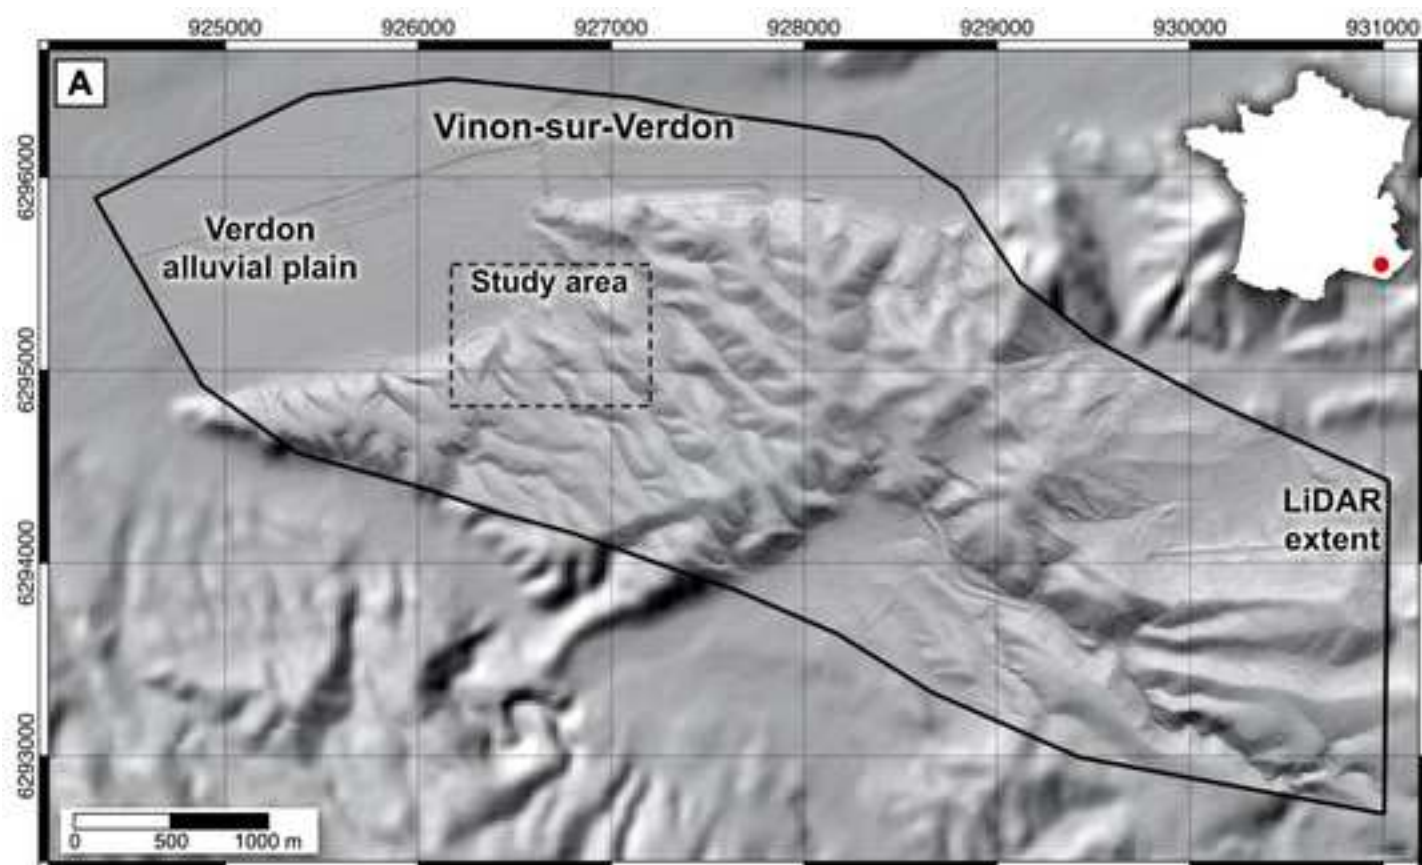 925000 926000 927000 928000 929000 930000 931000
A
Vinon-sur-Verdon
6296000
Verdon
alluvial plain
Study area
6295000
LiDAR
extent
6294000
6293000
0 500 1000 m